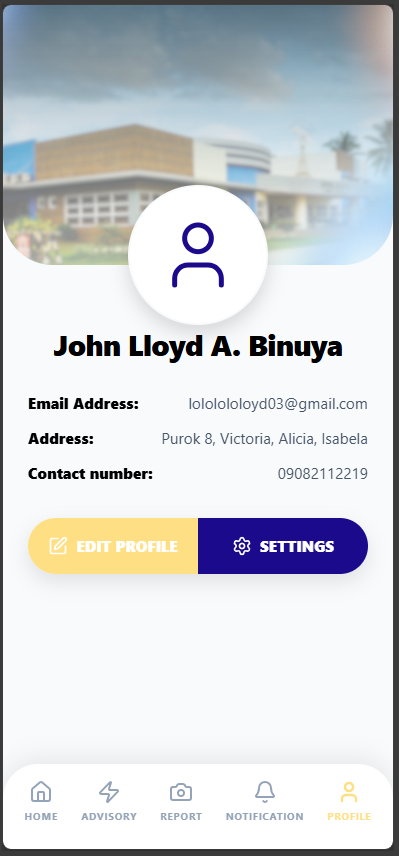 John Lloyd A. Binuya
Email Address: lololololoyd03@gmail.com
Address: Purok 8, Victoria, Alicia, Isabela
Contact number: 09082112219
EDIT PROFILE SETTINGS
HOME ADVISORY REPORT NOTIFICATION PROFILE